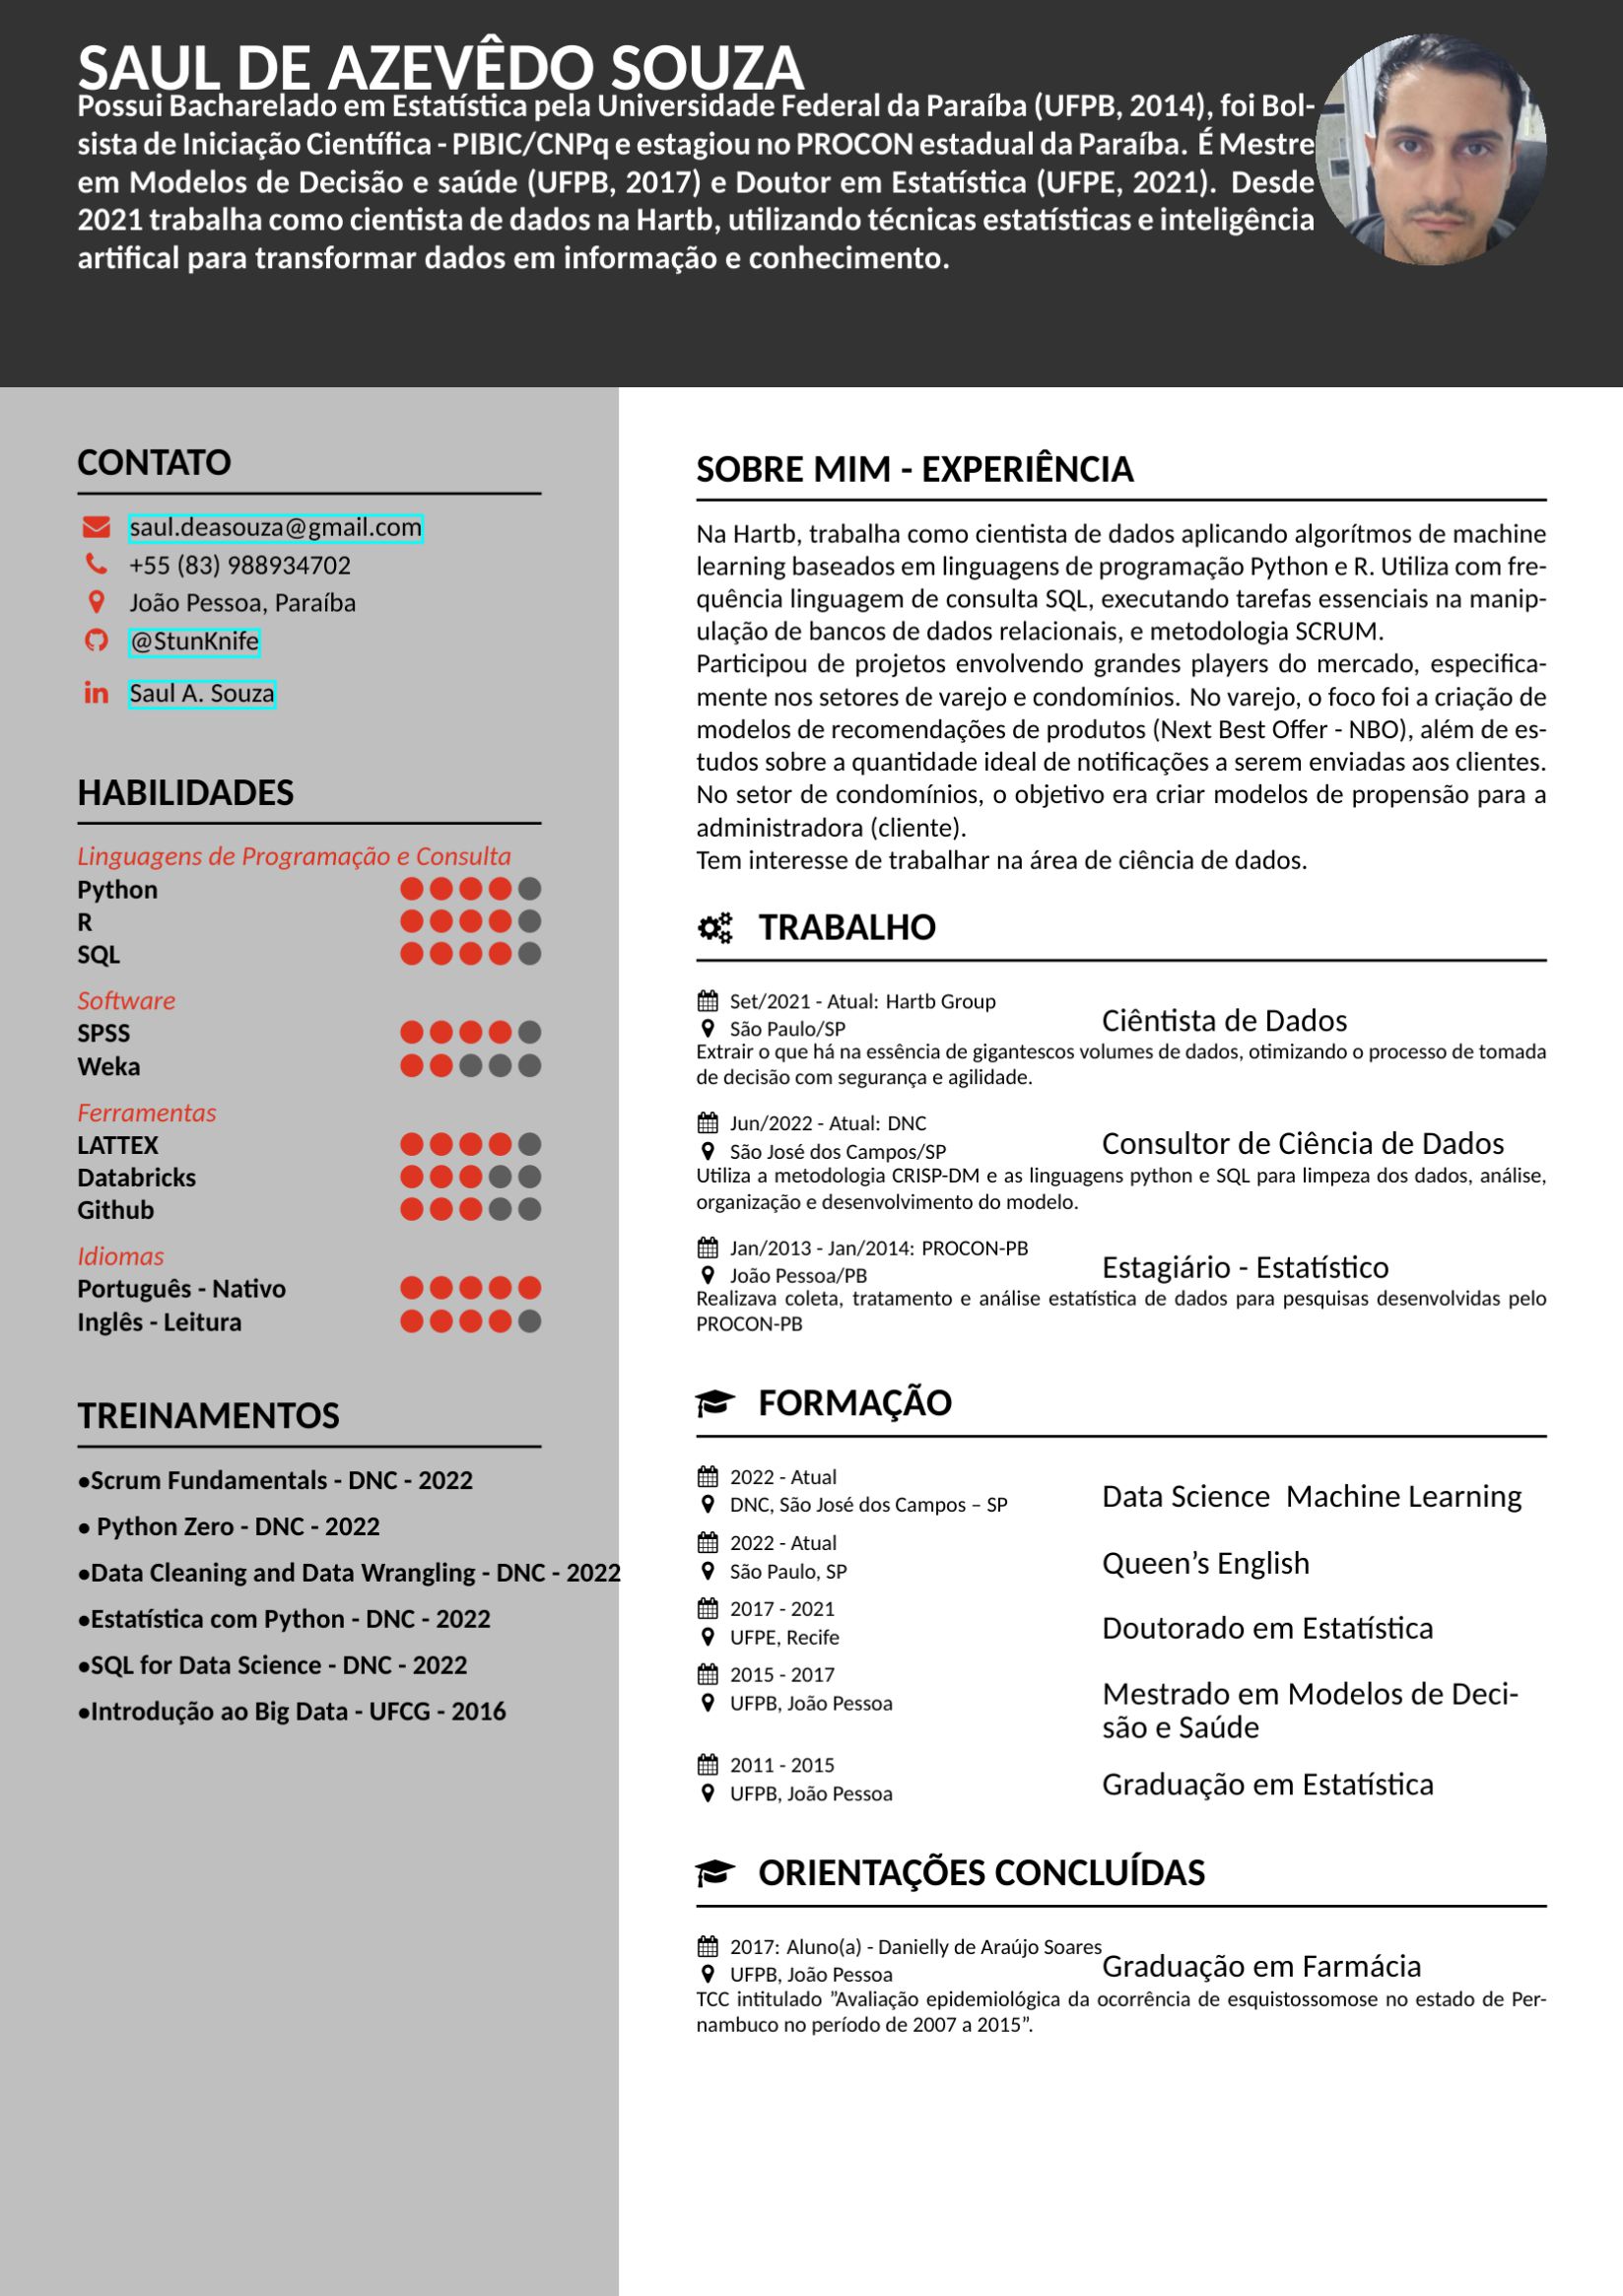 SAUL DE AZEVÊDO SOUZA
Possui Bacharelado em Estatística pela Universidade Federal da Paraíba (UFPB, 2014), foi Bol-
sista de Iniciação Científica - PIBIC/CNPq e estagiou no PROCON estadual da Paraíba. É Mestre
em Modelos de Decisão e saúde (UFPB, 2017) e Doutor em Estatística (UFPE, 2021). Desde
2021 trabalha como cientista de dados na Hartb, utilizando técnicas estatísticas e inteligência
artifical para transformar dados em informação e conhecimento.
CONTATO
saul.deasouza@gmail.com
+55 (83) 988934702
João Pessoa, Paraíba
@StunKnife
Saul A. Souza
HABILIDADES
Linguagens de Programação e Consulta
Python
R
SQL
Software
SPSS
Weka
Ferramentas
LATTEX
Databricks
Github
Idiomas
Português - Nativo
Inglês - Leitura
TREINAMENTOS
•Scrum Fundamentals - DNC - 2022
• Python Zero - DNC - 2022
•Data Cleaning and Data Wrangling - DNC - 2022
•Estatística com Python - DNC - 2022
•SQL for Data Science - DNC - 2022
•Introdução ao Big Data - UFCG - 2016
SOBRE MIM - EXPERIÊNCIA
Na Hartb, trabalha como cientista de dados aplicando algorítmos de machine
learning baseados em linguagens de programação Python e R. Utiliza com fre-
quência linguagem de consulta SQL, executando tarefas essenciais na manip-
ulação de bancos de dados relacionais, e metodologia SCRUM.
Participou de projetos envolvendo grandes players do mercado, especifica-
mente nos setores de varejo e condomínios. No varejo, o foco foi a criação de
modelos de recomendações de produtos (Next Best Offer - NBO), além de es-
tudos sobre a quantidade ideal de notificações a serem enviadas aos clientes.
No setor de condomínios, o objetivo era criar modelos de propensão para a
administradora (cliente).
Tem interesse de trabalhar na área de ciência de dados.
TRABALHO
Set/2021 - Atual: Hartb Group
São Paulo/SP
Ciêntista de Dados
Extrair o que há na essência de gigantescos volumes de dados, otimizando o processo de tomada
de decisão com segurança e agilidade.
Jun/2022 - Atual: DNC
São José dos Campos/SP
Consultor de Ciência de Dados
Utiliza a metodologia CRISP-DM e as linguagens python e SQL para limpeza dos dados, análise,
organização e desenvolvimento do modelo.
Jan/2013 - Jan/2014: PROCON-PB
João Pessoa/PB
Estagiário - Estatístico
Realizava coleta, tratamento e análise estatística de dados para pesquisas desenvolvidas pelo
PROCON-PB
FORMAÇÃO
2022 - Atual
DNC, São José dos Campos – SP
Data Science Machine Learning
2022 - Atual
São Paulo, SP
Queen’s English
2017 - 2021
UFPE, Recife
Doutorado em Estatística
2015 - 2017
UFPB, João Pessoa
Mestrado em Modelos de Deci-
são e Saúde
2011 - 2015
UFPB, João Pessoa
Graduação em Estatística
ORIENTAÇÕES CONCLUÍDAS
2017: Aluno(a) - Danielly de Araújo Soares
UFPB, João Pessoa
Graduação em Farmácia
TCC intitulado ”Avaliação epidemiológica da ocorrência de esquistossomose no estado de Per-
nambuco no período de 2007 a 2015”.